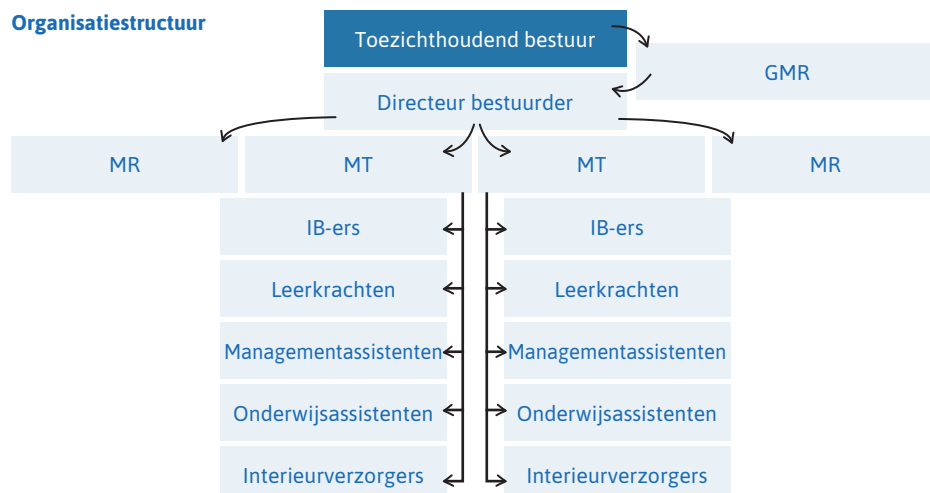 Organisatiestructuur
Toezichthoudend bestuur
GMR
Directeur bestuurder
MR
MT
MT
MR
IB-ers
IB-ers
Leerkrachten
Leerkrachten
Managementassistenten
Managementassistenten
Onderwijsassistenten
Onderwijsassistenten
Interieurverzorgers
Interieurverzorgers